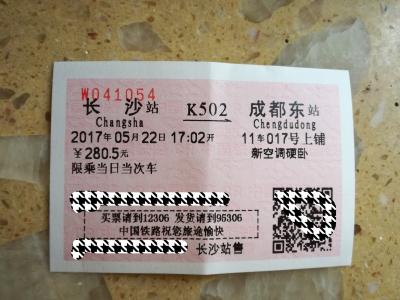 W041054
长沙站 K502 成都东站
Changsha Chengdudong
2017年05月22日 17:02开 11车017号上铺
￥280.5元 新空调硬卧
限乘当日当次车
买票请到12306 发货请到95306
中国铁路祝您旅途愉快
长沙站售